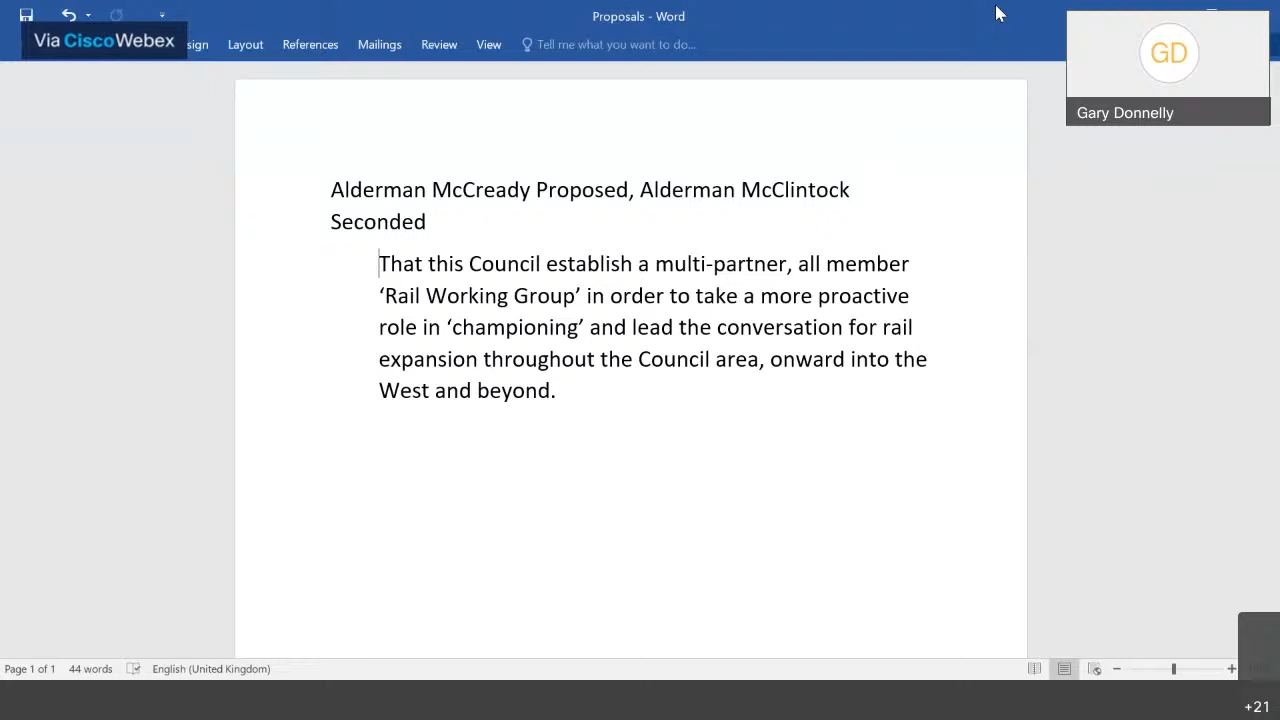 Proposals - Word
Via CiscoWebex
sign Layout References Mailings Review View Tell me what you want to do...
GD
Gary Donnelly
Alderman McCready Proposed, Alderman McClintock
Seconded
That this Council establish a multi-partner, all member
‘Rail Working Group’ in order to take a more proactive
role in ‘championing’ and lead the conversation for rail
expansion throughout the Council area, onward into the
West and beyond.
Page 1 of 1 44 words English (United Kingdom)
+21